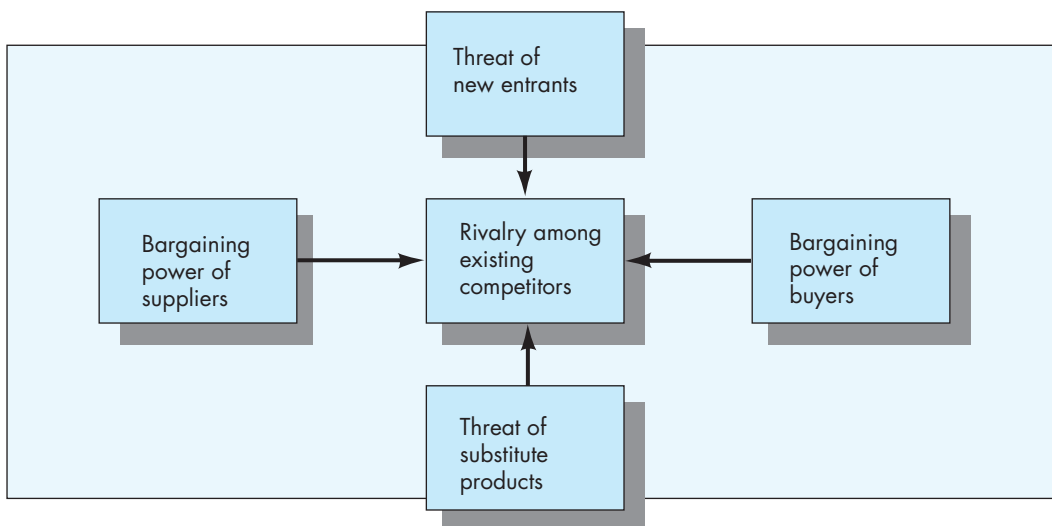 Threat of
new entrants
Bargaining
power of
suppliers
Rivalry among
existing
competitors
Bargaining
power of
buyers
Threat of
substitute
products